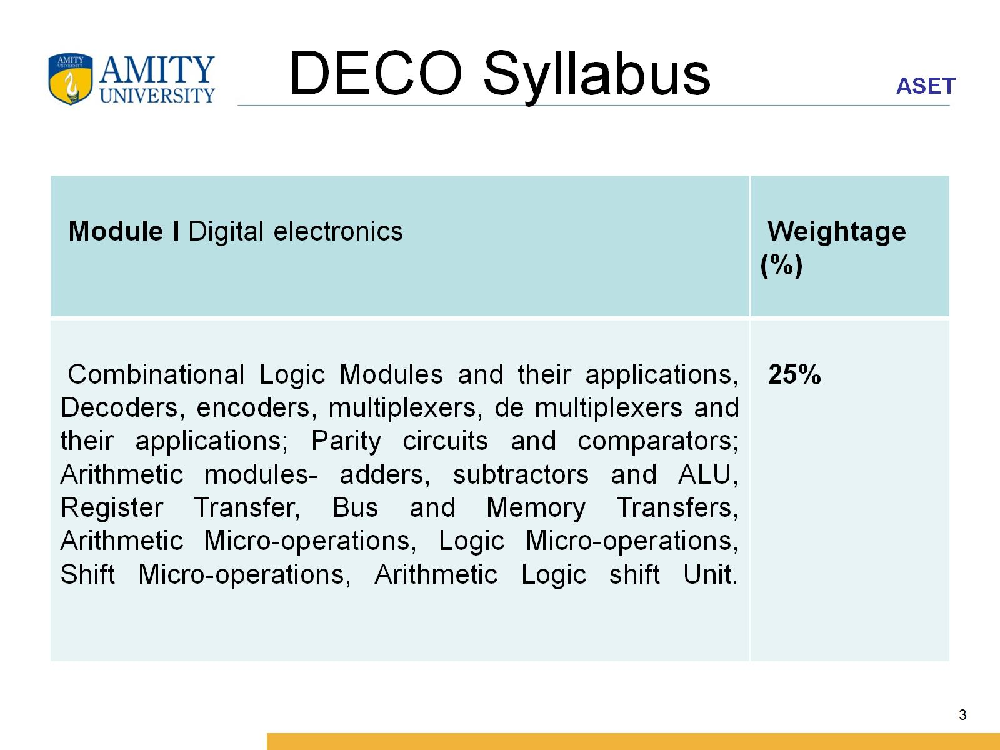 AMITY
UNIVERSITY
AMITY
UNIVERSITY
DECO Syllabus
ASET
Module I Digital electronics
Weightage
(%)
Combinational Logic Modules and their applications,
Decoders, encoders, multiplexers, de multiplexers and
their applications; Parity circuits and comparators;
Arithmetic modules- adders, subtractors and ALU,
Register Transfer, Bus and Memory Transfers,
Arithmetic Micro-operations, Logic Micro-operations,
Shift Micro-operations, Arithmetic Logic shift Unit.
25%
3